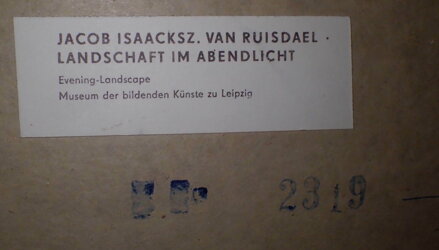 JACOB ISAACKSZ. VAN RUISDAEL ·
LANDSCHAFT IM ABENDLICHT
Evening-Landscape
Museum der bildenden Künste zu Leipzig
2319